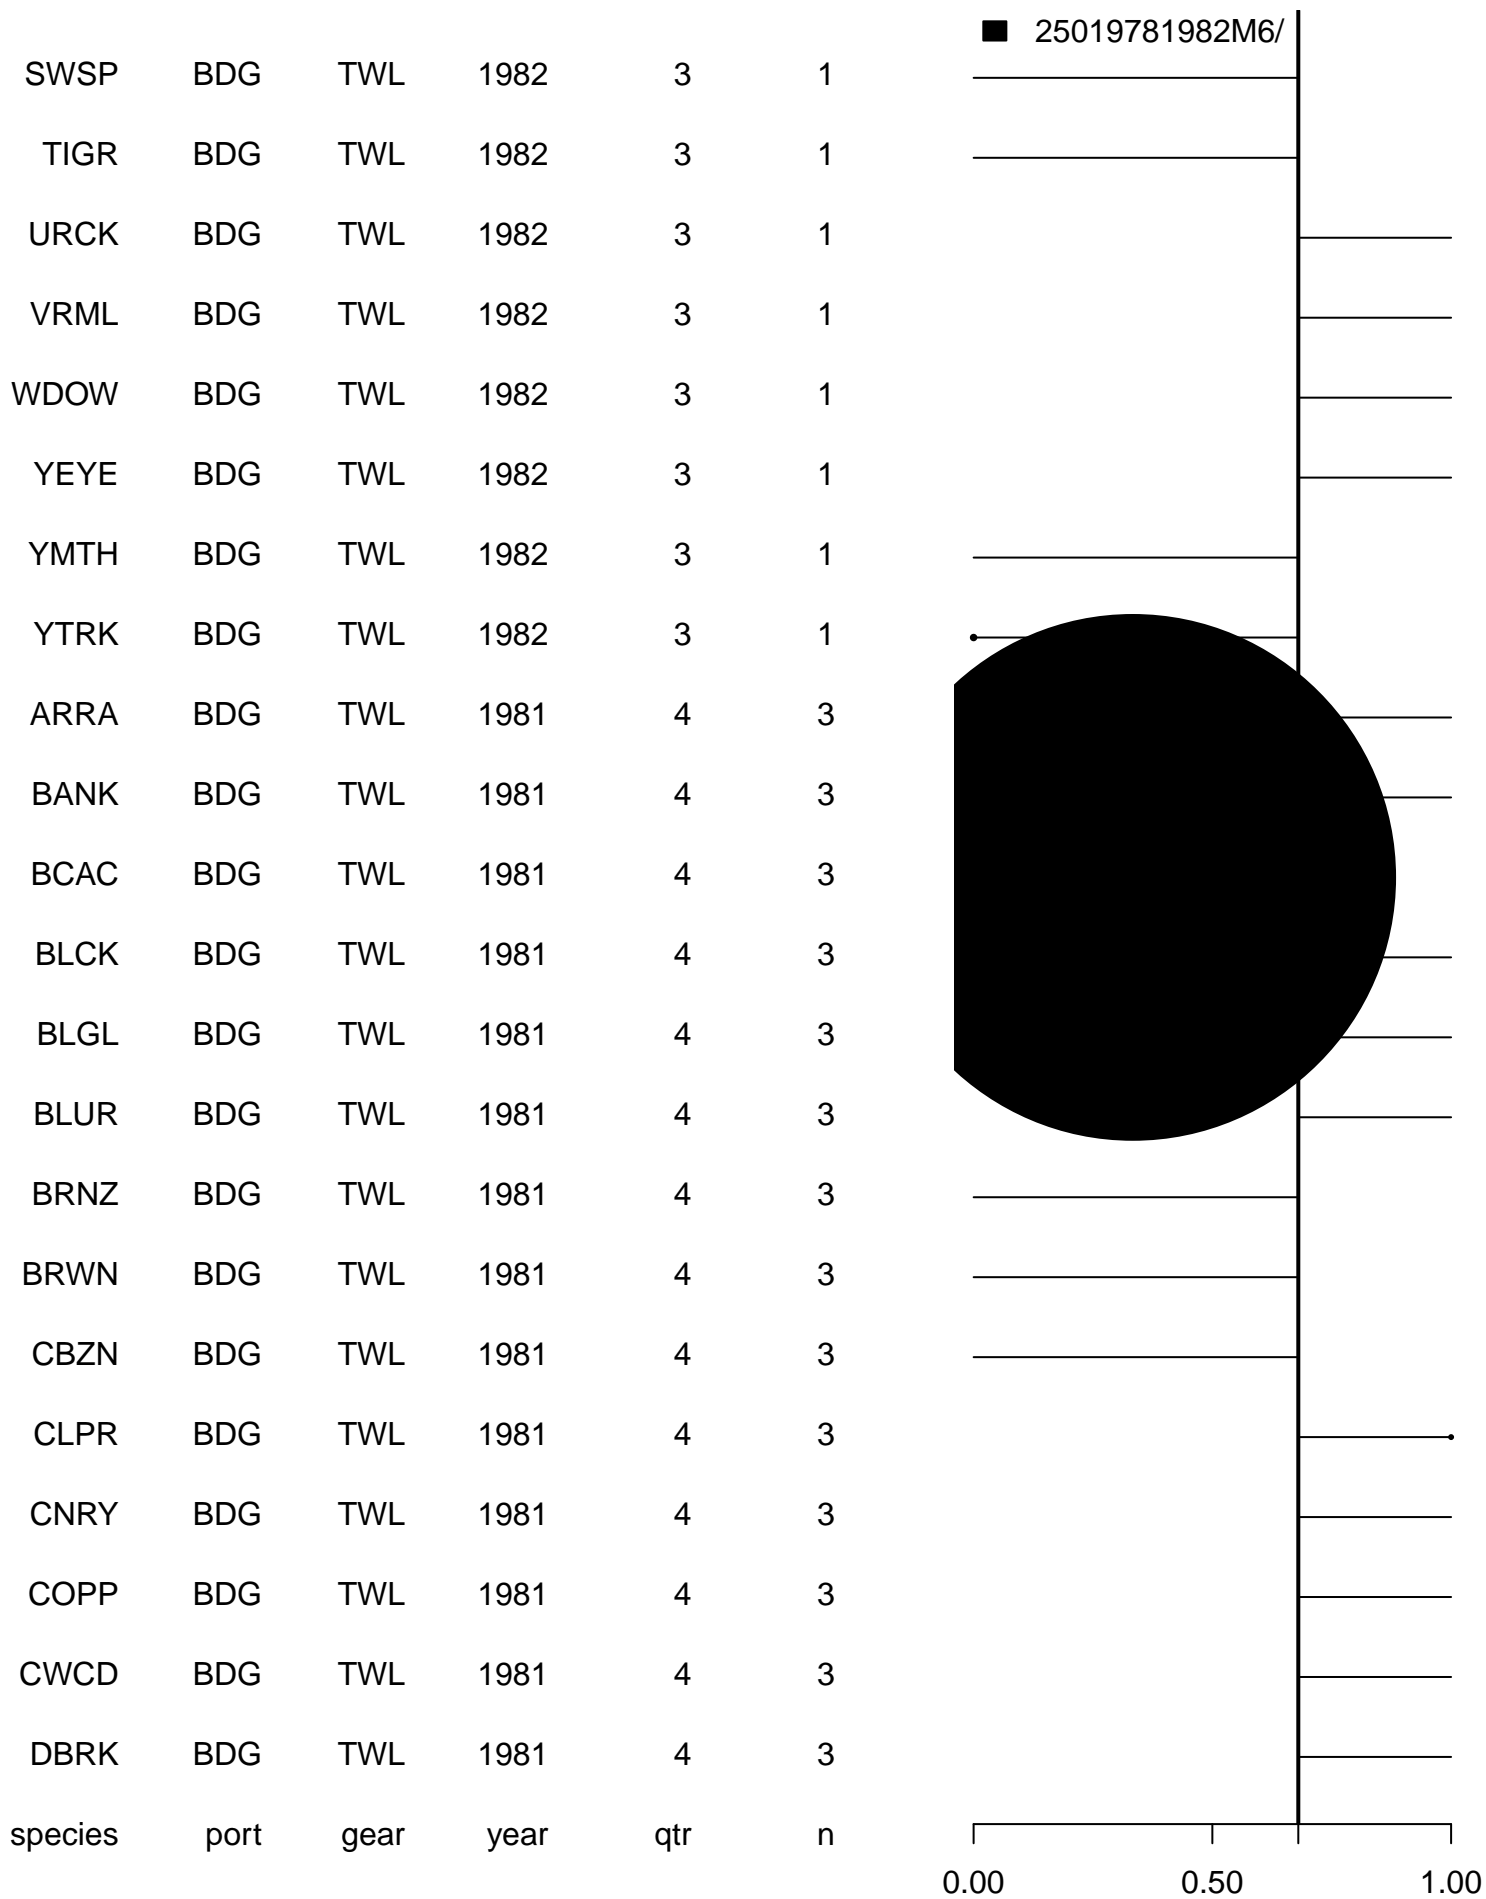 25019781982M6/
SWSP BDG TWL 1982 3 1
TIGR BDG TWL 1982 3 1
URCK BDG TWL 1982 3 1
VRML BDG TWL 1982 3 1
WDOW BDG TWL 1982 3 1
YEYE BDG TWL 1982 3 1
YMTH BDG TWL 1982 3 1
YTRK BDG TWL 1982 3 1
ARRA BDG TWL 1981 4 3
BANK BDG TWL 1981 4 3
BCAC BDG TWL 1981 4 3
BLCK BDG TWL 1981 4 3
BLGL BDG TWL 1981 4 3
BLUR BDG TWL 1981 4 3
BRNZ BDG TWL 1981 4 3
BRWN BDG TWL 1981 4 3
CBZN BDG TWL 1981 4 3
CLPR BDG TWL 1981 4 3
CNRY BDG TWL 1981 4 3
COPP BDG TWL 1981 4 3
CWCD BDG TWL 1981 4 3
DBRK BDG TWL 1981 4 3
species port gear year qtr n
0.00 0.50 1.00